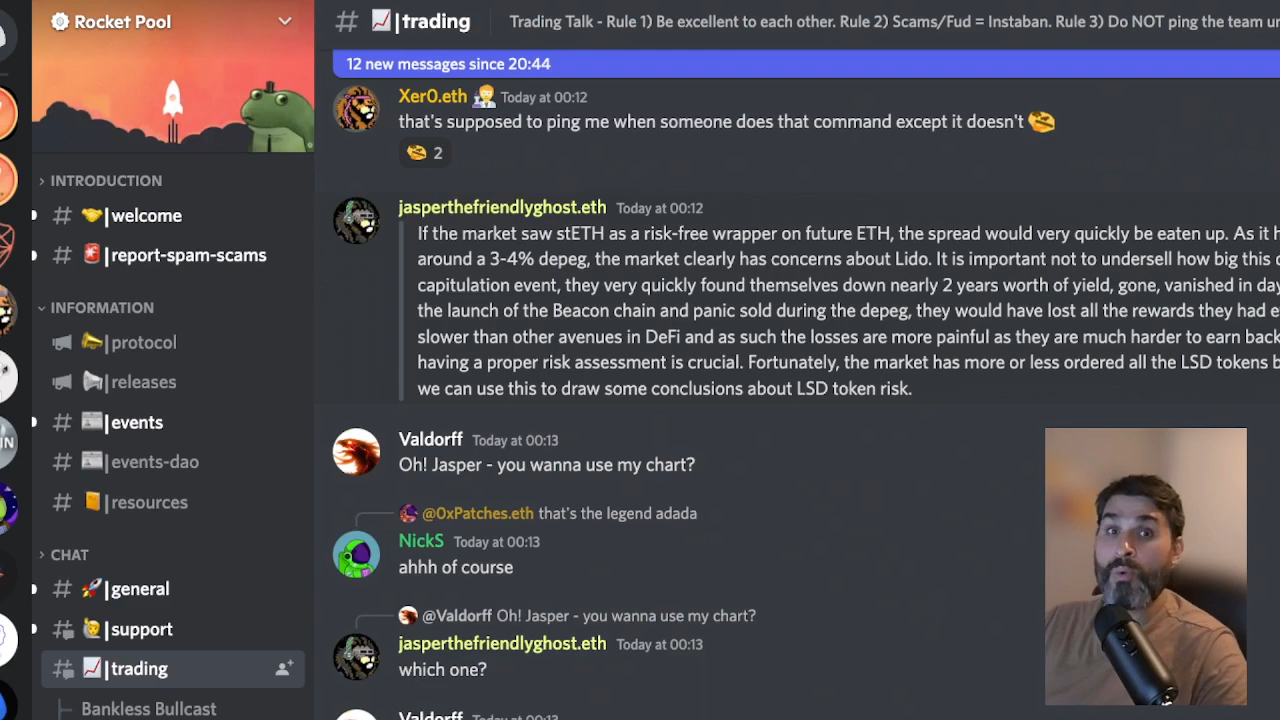 Rocket Pool
INTRODUCTION
# |welcome
# |report-spam-scams
INFORMATION
|protocol
|releases
# |events
# |events-dao
# |resources
CHAT
# |general
# |support
# |trading
Bankless Bullcast
IN
# |trading
Trading Talk - Rule 1) Be excellent to each other. Rule 2) Scams/Fud = Instaban. Rule 3) Do NOT ping the team
12 new messages since 20:44
Xer0.eth Today at 00:12
that's supposed to ping me when someone does that command except it doesn't
2
jasperthefriendlyghost.eth Today at 00:12
If the market saw stETH as a risk-free wrapper on future ETH, the spread would very quickly be eaten up. As it
around a 3-4% depeg, the market clearly has concerns about Lido. It is important not to undersell how big this
capitulation event, they very quickly found themselves down nearly 2 years worth of yield, gone, vanished in
the launch of the Beacon chain and panic sold during the depeg, they would have lost all the rewards they had
slower than other avenues in DeFi and as such the losses are more painful as they are much harder to earn back
having a proper risk assessment is crucial. Fortunately, the market has more or less ordered all the LSD tokens
we can use this to draw some conclusions about LSD token risk.
Valdorff Today at 00:13
Oh! Jasper - you wanna use my chart?
@0xPatches.eth that's the legend adada
NickS Today at 00:13
ahhh of course
@Valdorff Oh! Jasper - you wanna use my chart?
jasperthefriendlyghost.eth Today at 00:13
which one?
Valdorff Today at 00:13